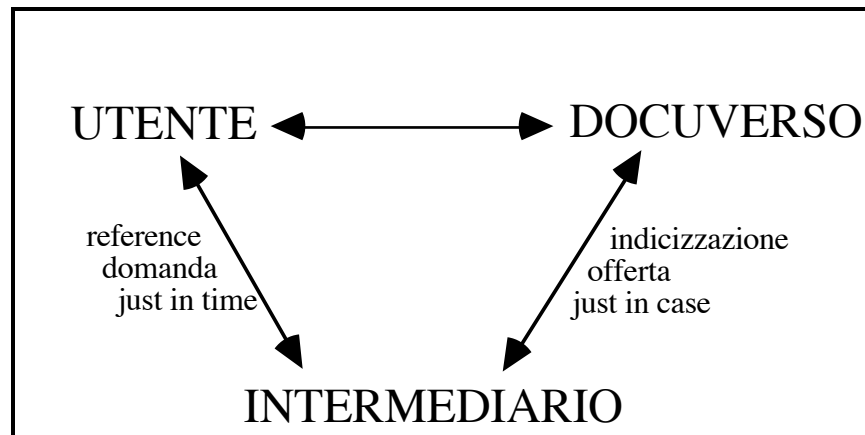 UTENTE
DOCUVERSO
reference
domanda
just in time
indicizzazione
offerta
just in case
INTERMEDIARIO